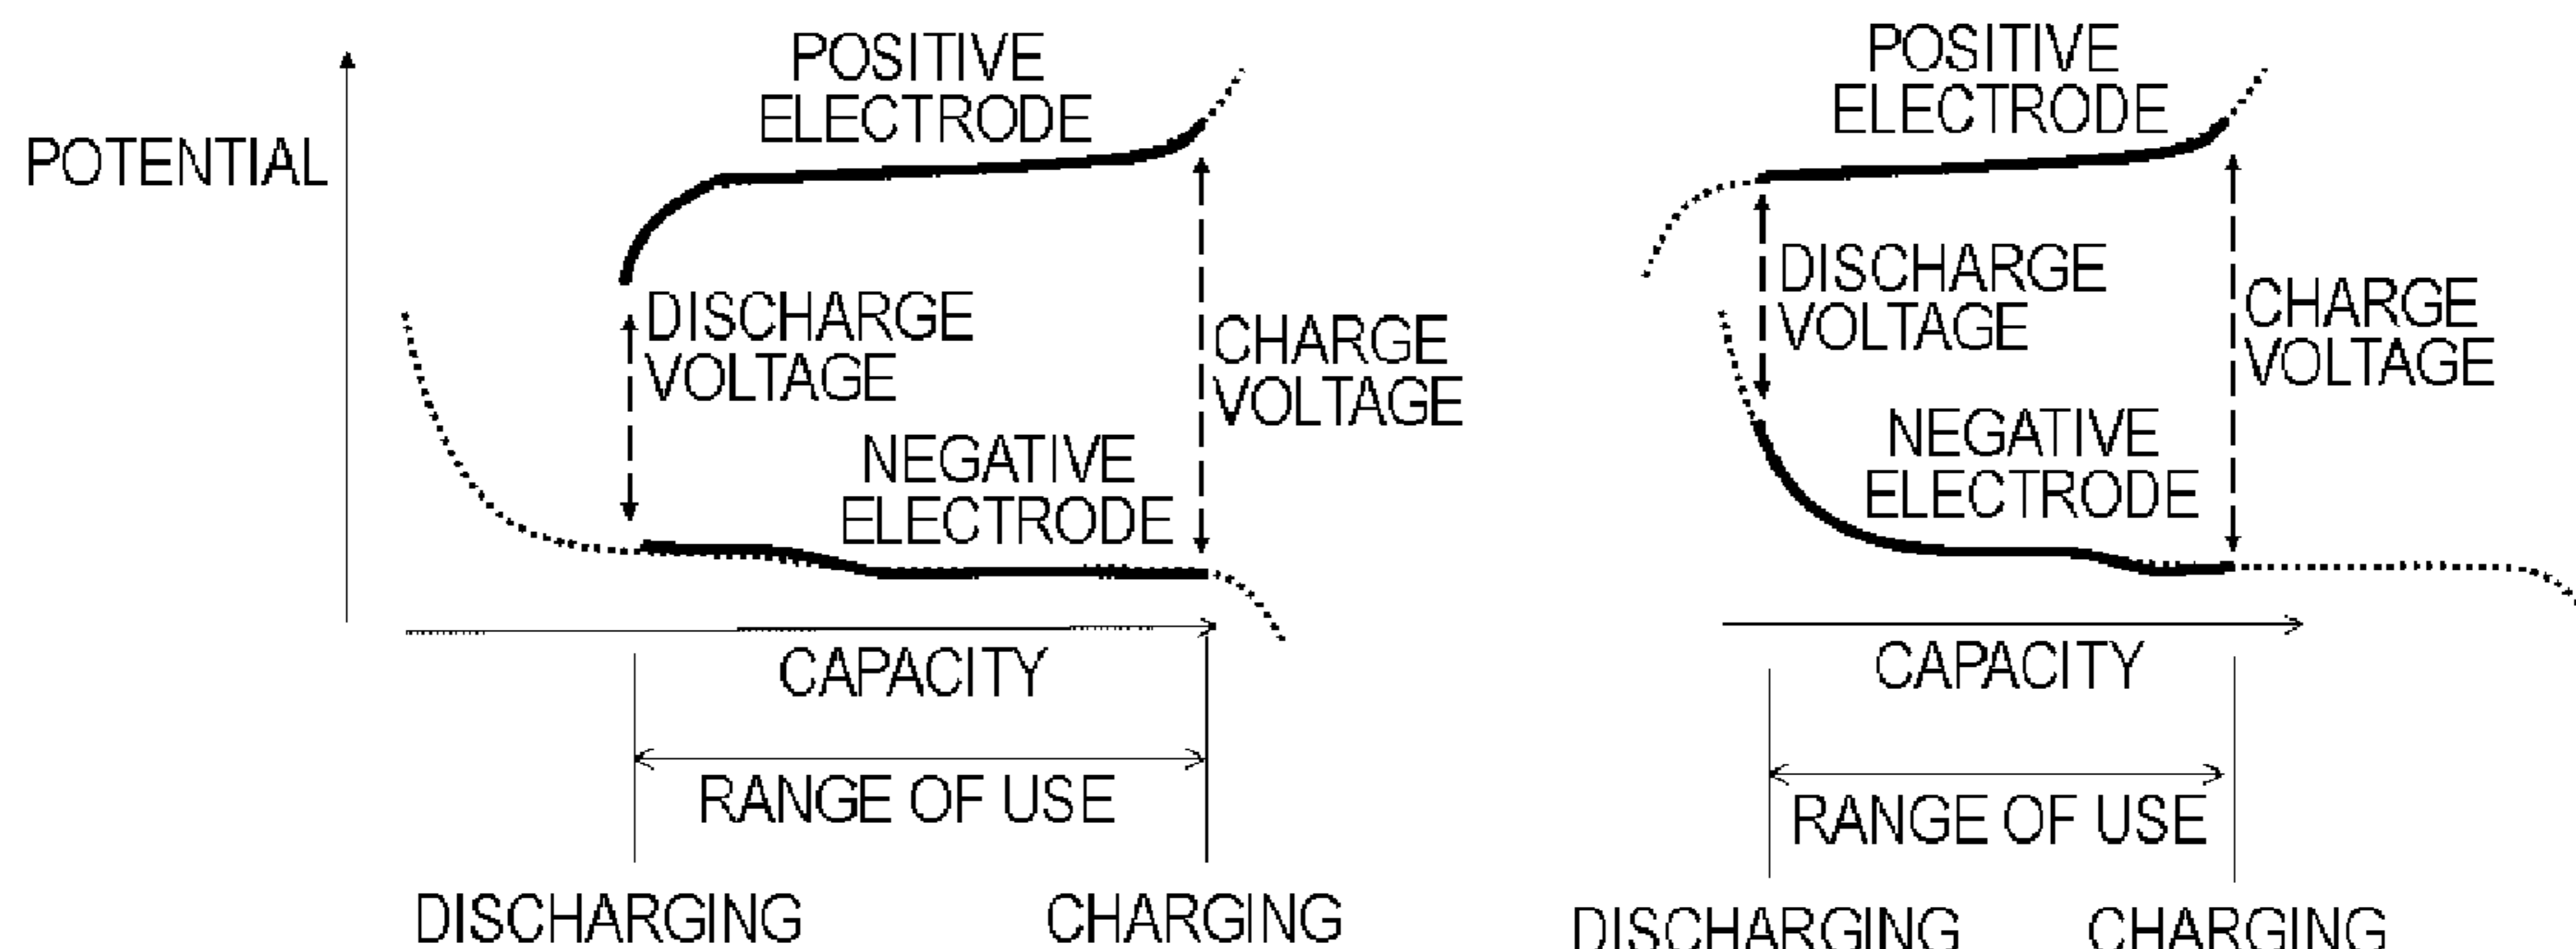 POSITIVE
ELECTRODE
POTENTIAL
DISCHARGE
VOLTAGE
CHARGE
VOLTAGE
NEGATIVE
ELECTRODE
CAPACITY
RANGE OF USE
DISCHARGING
CHARGING
POSITIVE
ELECTRODE
DISCHARGE
VOLTAGE
CHARGE
VOLTAGE
NEGATIVE
ELECTRODE
CAPACITY
RANGE OF USE
DISCHARGING
CHARGING